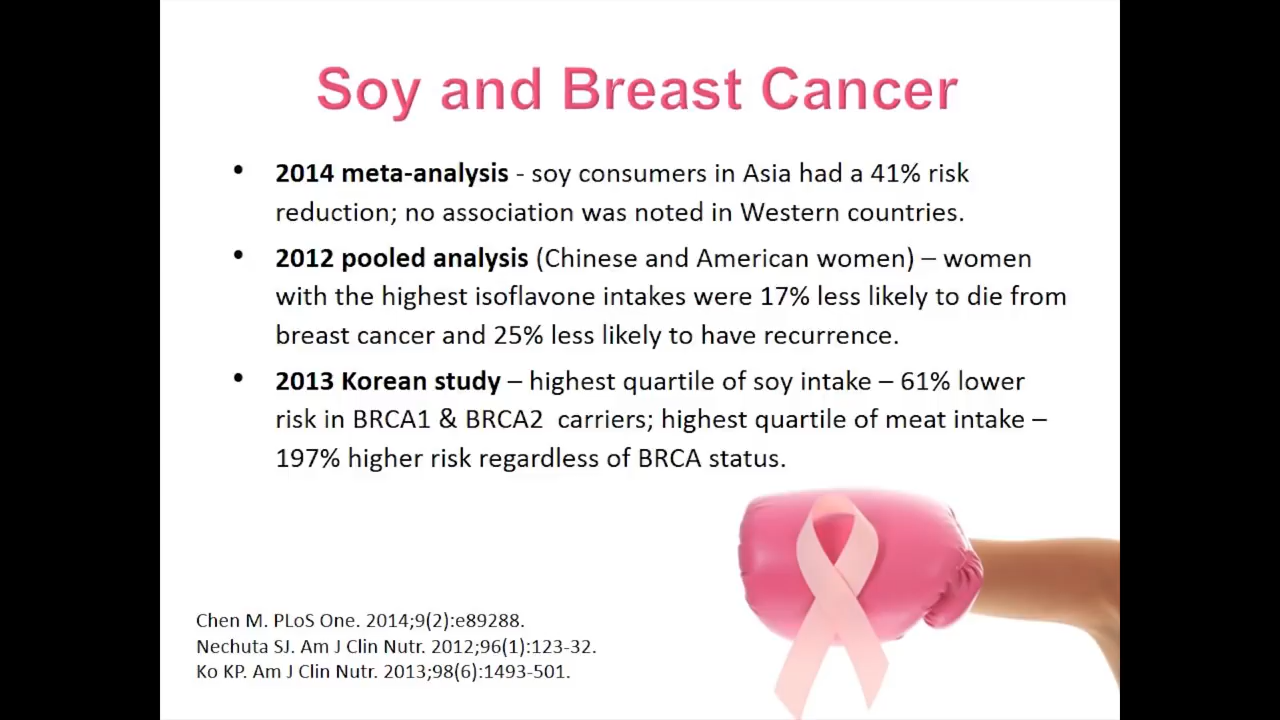 Soy and Breast Cancer
• 2014 meta-analysis - soy consumers in Asia had a 41% risk
reduction; no association was noted in Western countries.
• 2012 pooled analysis (Chinese and American women) – women
with the highest isoflavone intakes were 17% less likely to die from
breast cancer and 25% less likely to have recurrence.
• 2013 Korean study – highest quartile of soy intake – 61% lower
risk in BRCA1 & BRCA2  carriers; highest quartile of meat intake –
197% higher risk regardless of BRCA status.
Chen M. PLoS One. 2014;9(2):e89288.
Nechuta SJ. Am J Clin Nutr. 2012;96(1):123-32.
Ko KP. Am J Clin Nutr. 2013;98(6):1493-501.